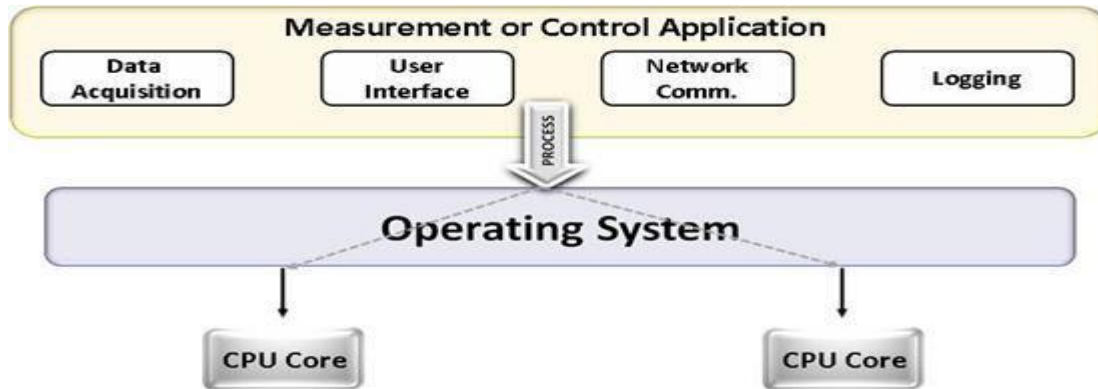 Measurement or Control Application
Data
Acquisition
User
Interface
Network
Comm.
Logging
PROCESS
Operating System
CPU Core
CPU Core